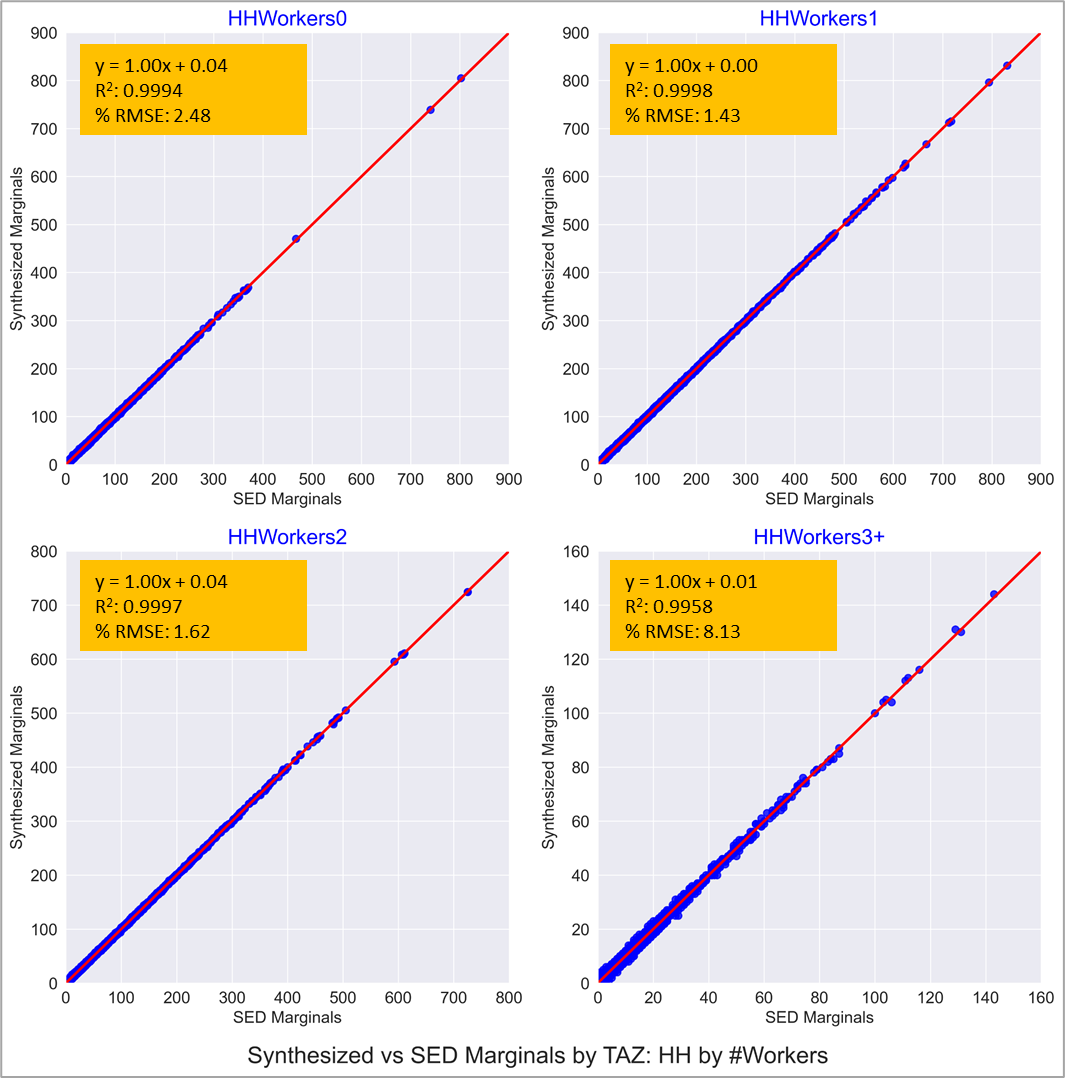 HHWorkers0
y = 1.00x + 0.04
R²: 0.9994
% RMSE: 2.48
Synthesized Marginals
900
800
700
600
500
400
300
200
100
0
0 100 200 300 400 500 600 700 800 900
SED Marginals
HHWorkers1
y = 1.00x + 0.00
R²: 0.9998
% RMSE: 1.43
Synthesized Marginals
900
800
700
600
500
400
300
200
100
0
0 100 200 300 400 500 600 700 800 900
SED Marginals
HHWorkers2
y = 1.00x + 0.04
R²: 0.9997
% RMSE: 1.62
Synthesized Marginals
800
700
600
500
400
300
200
100
0
0 100 200 300 400 500 600 700 800
SED Marginals
HHWorkers3+
y = 1.00x + 0.01
R²: 0.9958
% RMSE: 8.13
Synthesized Marginals
160
140
120
100
80
60
40
20
0
0 20 40 60 80 100 120 140 160
SED Marginals
Synthesized vs SED Marginals by TAZ: HH by #Workers